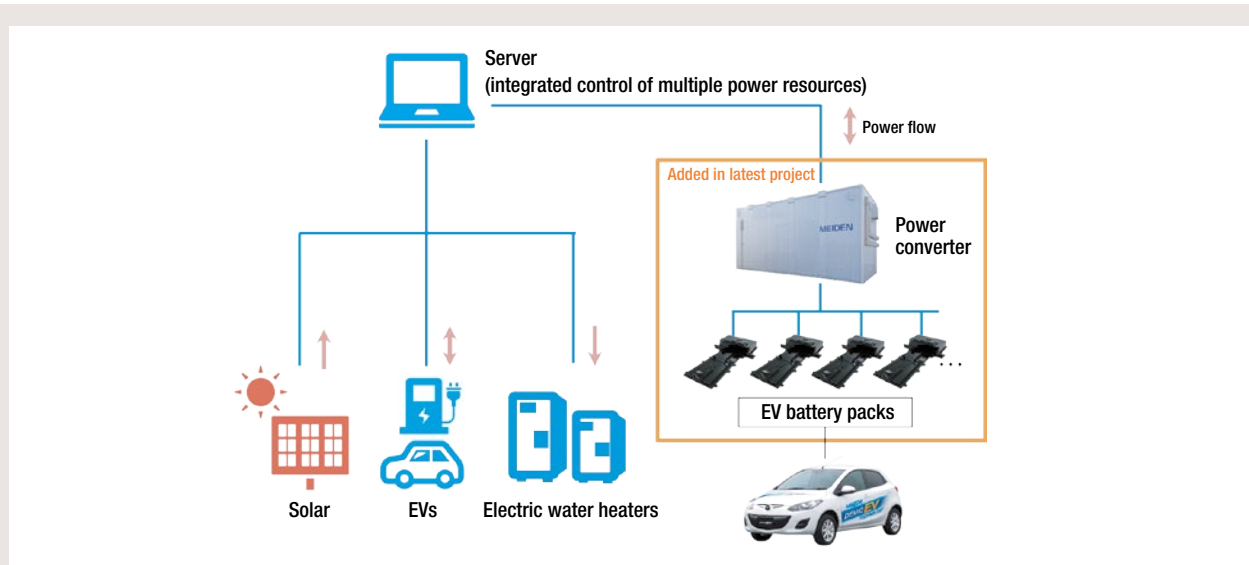 Server
(integrated control of multiple power resources)
Power flow
Added in latest project
MEIDEN
Power
converter
EV battery packs
Solar
EVs
Electric water heaters
EV